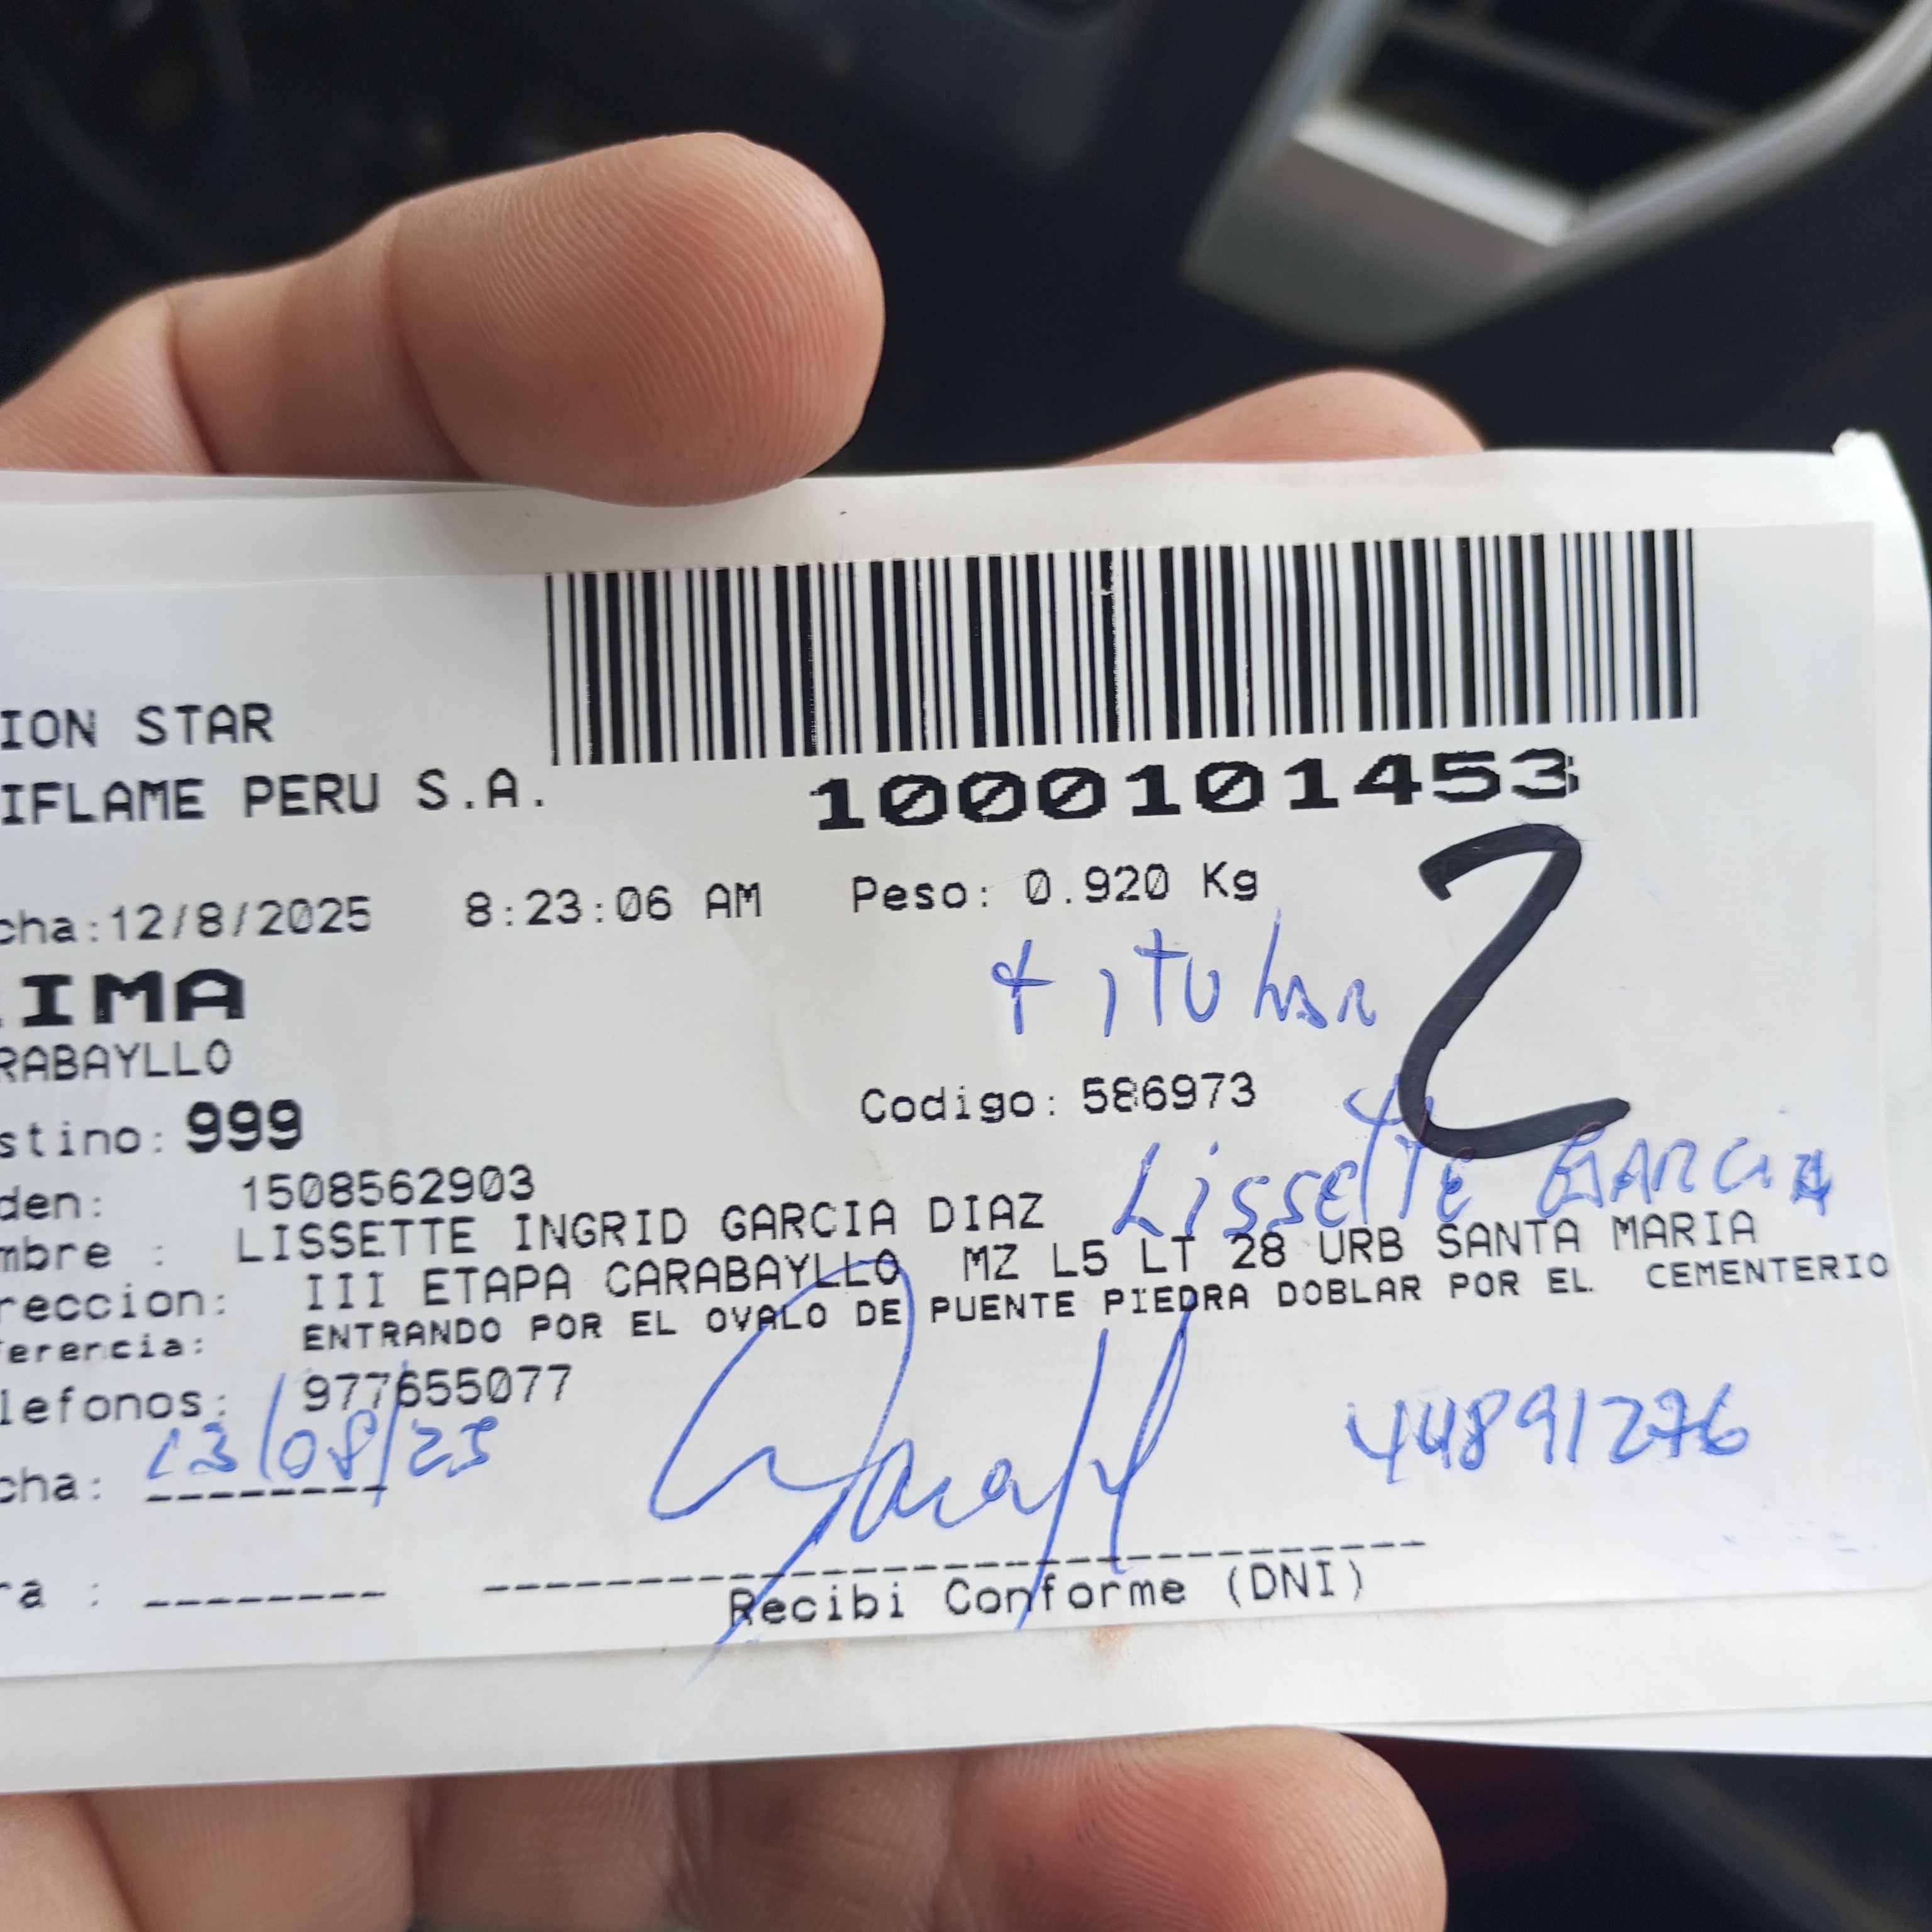 ION STAR
IFLAME PERU S.A.
1000101453
cha:12/8/2025 8:23:06 AM Peso: 0.920 Kg
2
IMA
titular
RABAYLLO
Codigo: 586973
stino: 999
den: 1508562903
mbre : LISSETTE INGRID GARCIA DIAZ
Lissette GARCIA
reccion: III ETAPA CARABAYLLO MZ L5 LT 28 URB SANTA MARIA
erencia: ENTRANDO POR EL OVALO DE PUENTE PIEDRA DOBLAR POR EL CEMENTERIO
lefonos: 977655077
cha: 13/08/25
44891276
ra :
Recibi Conforme (DNI)